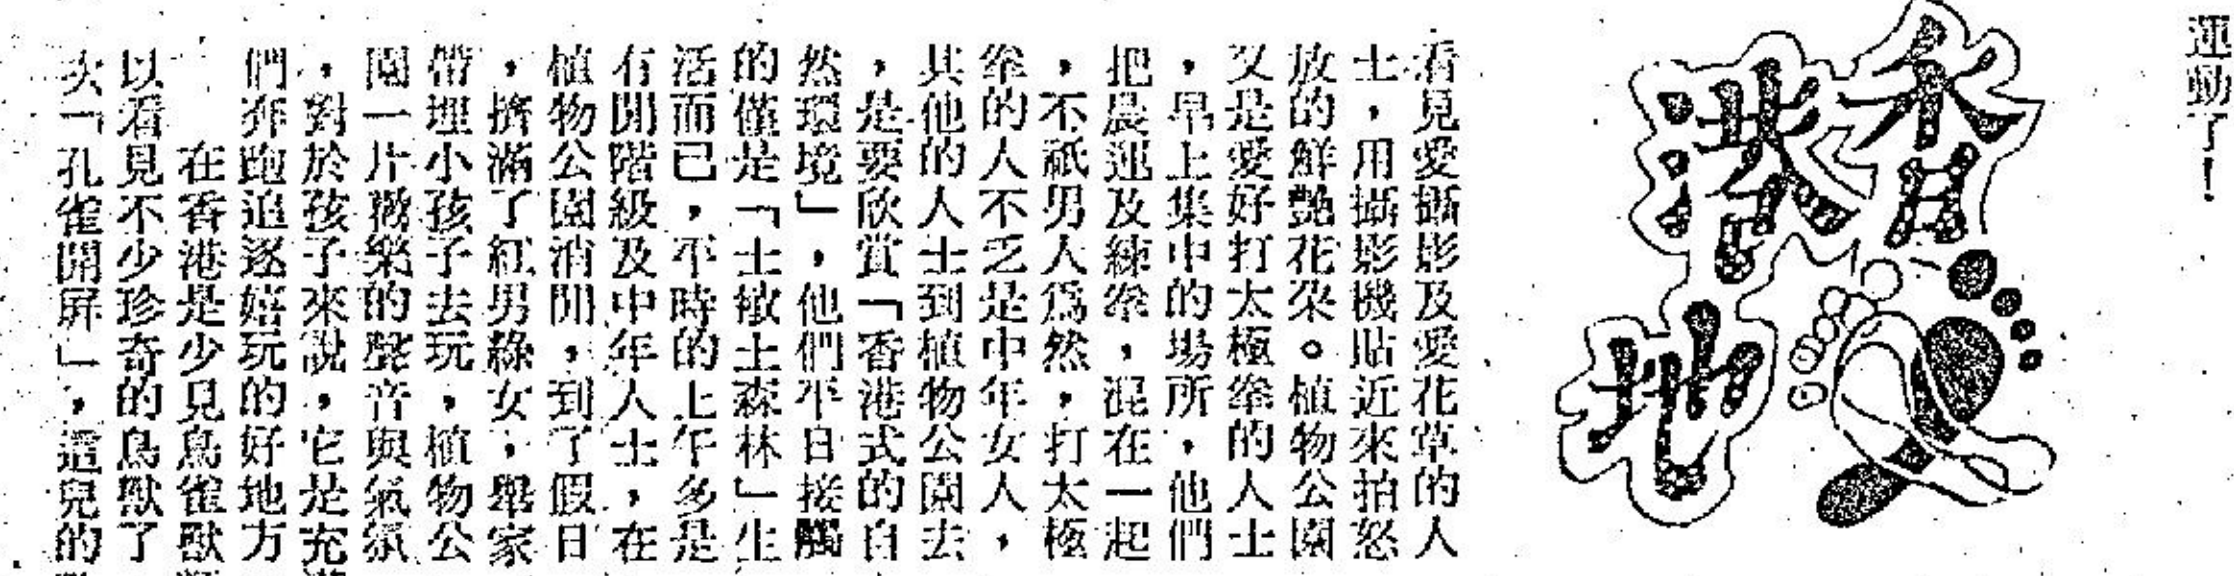 運動了！
香港
地
看見愛攝影及愛花草的人
士，用攝影機貼近來拍怒
放的鮮艷花朶。植物公園
又是愛好打太極拳的人士
，早上集中的場所，他們
把晨運及練拳，混在一起
，不祇男人爲然，打太極
拳的人不乏是中年女人，
其他的人士到植物公園去
，是要欣賞「香港式的自
然環境」，他們平日接觸
的僅是「士敏土森林」生
活而已，平時的上午多是
有閒階級及中年人士，在
植物公園消閒，到了假日
，擠滿了紅男綠女，舉家
帶埋小孩子去玩，植物公
園一片歡樂的聲音與氣氛
，對於孩子來說，它是充
們奔跑追逐嬉玩的好地方
在香港是少見鳥雀獸
以看見不少珍奇的鳥獸了
次「孔雀開屏」，這兒的